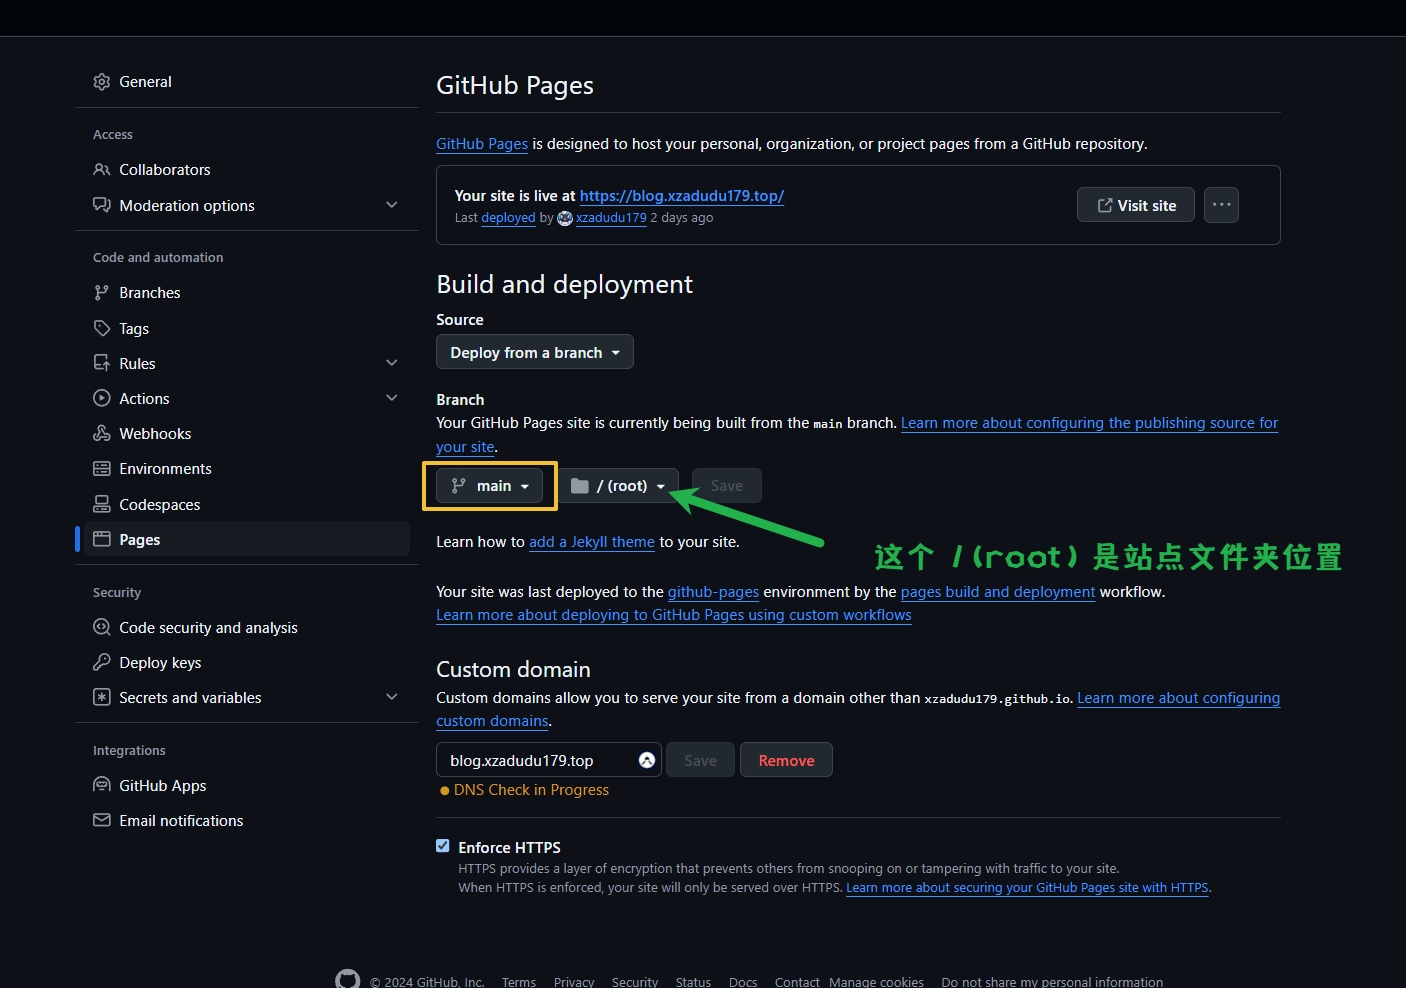 General
Access
Collaborators
Moderation options
Code and automation
Branches
Tags
Rules
Actions
Webhooks
Environments
Codespaces
Pages
Security
Code security and analysis
Deploy keys
Secrets and variables
Integrations
GitHub Apps
Email notifications
GitHub Pages
GitHub Pages is designed to host your personal, organization, or project pages from a GitHub repository.
Your site is live at https://blog.xzadudu179.top/
Last deployed by xzadudu179 2 days ago
Visit site
Build and deployment
Source
Deploy from a branch
Branch
Your GitHub Pages site is currently being built from the main branch. Learn more about configuring the publishing source for
your site.
main
/ (root)
Save
这个 /(root) 是站点文件夹位置
Learn how to add a Jekyll theme to your site.
Your site was last deployed to the github-pages environment by the pages build and deployment workflow.
Learn more about deploying to GitHub Pages using custom workflows
Custom domain
Custom domains allow you to serve your site from a domain other than xzadudu179.github.io. Learn more about configuring
custom domains.
blog.xzadudu179.top
Save
Remove
DNS Check in Progress
Enforce HTTPS
HTTPS provides a layer of encryption that prevents others from snooping on or tampering with traffic to your site.
When HTTPS is enforced, your site will only be served over HTTPS. Learn more about securing your GitHub Pages site with HTTPS.
© 2024 GitHub, Inc. Terms Privacy Security Status Docs Contact Manage cookies Do not share my personal information